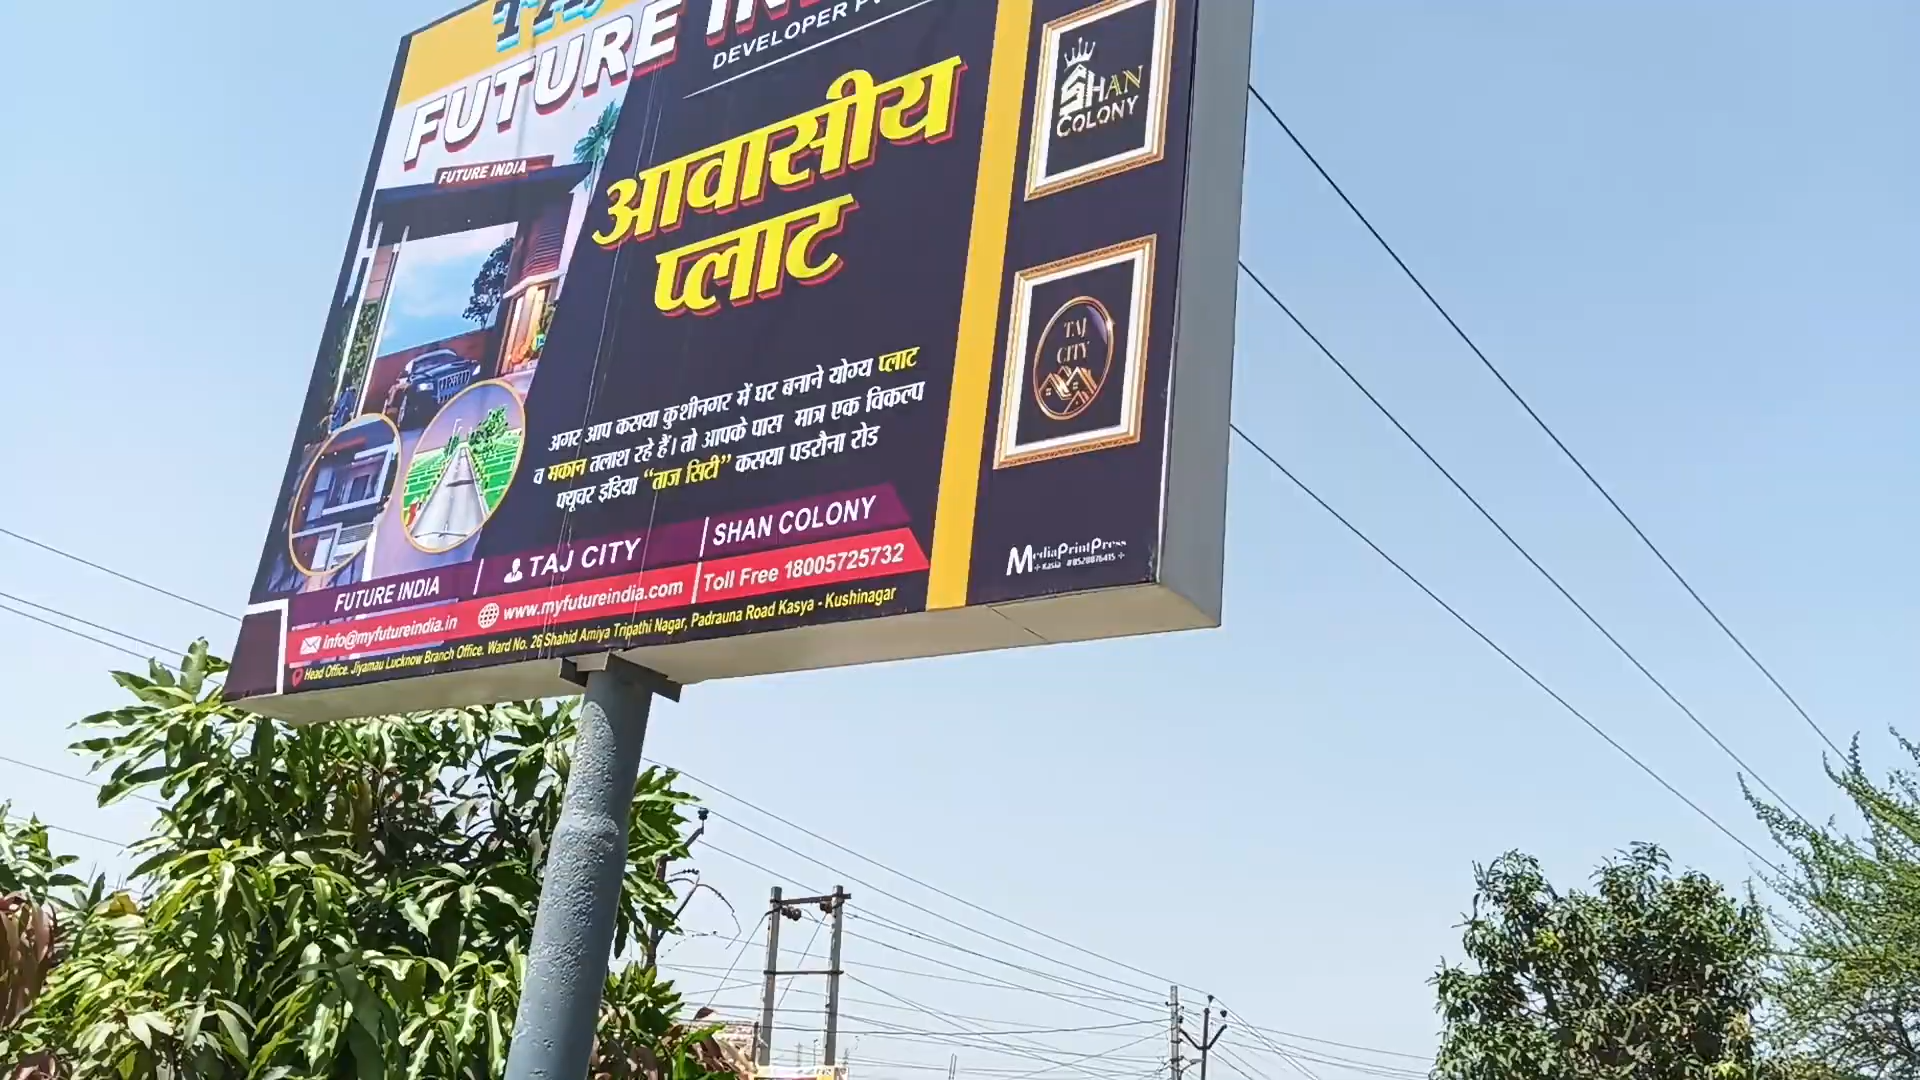 FUTURE
DEVELOPER
FUTURE INDIA
आवासीय
प्लाट
अगर आप कसया कुशीनगर में घर बनाने योग्य प्लाट
व मकान तलाश रहे हैं। तो आपके पास मात्र एक विकल्प
फ्यूचर इंडिया “ताज सिटी” कसया पडरौना रोड
FUTURE INDIA
TAJ CITY
SHAN COLONY
info@myfutureindia.in
www.myfutureindia.com
Toll Free 18005725732
Head Office. Jiyamau Lucknow Branch Office. Ward No. 26 Shahid Amiya Tripathi Nagar, Padrauna Road Kasya - Kushinagar
SHAN
COLONY
TAJ
CITY
MediaPrintPress
Kasia